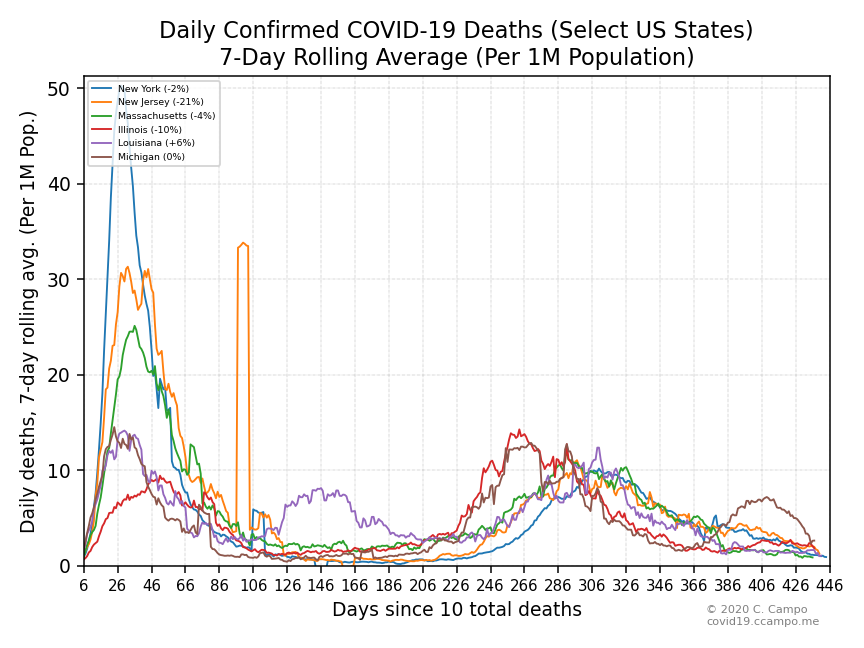 Daily Confirmed COVID-19 Deaths (Select US States)
7-Day Rolling Average (Per 1M Population)
Daily deaths, 7-day rolling avg. (Per 1M Pop.)
50
40
30
20
10
0
New York (-2%)
New Jersey (-21%)
Massachusetts (-4%)
Illinois (-10%)
Louisiana (+6%)
Michigan (0%)
6 26 46 66 86 106 126 146 166 186 206 226 246 266 286 306 326 346 366 386 406 426 446
Days since 10 total deaths
© 2020 C. Campo
covid19.ccampo.me